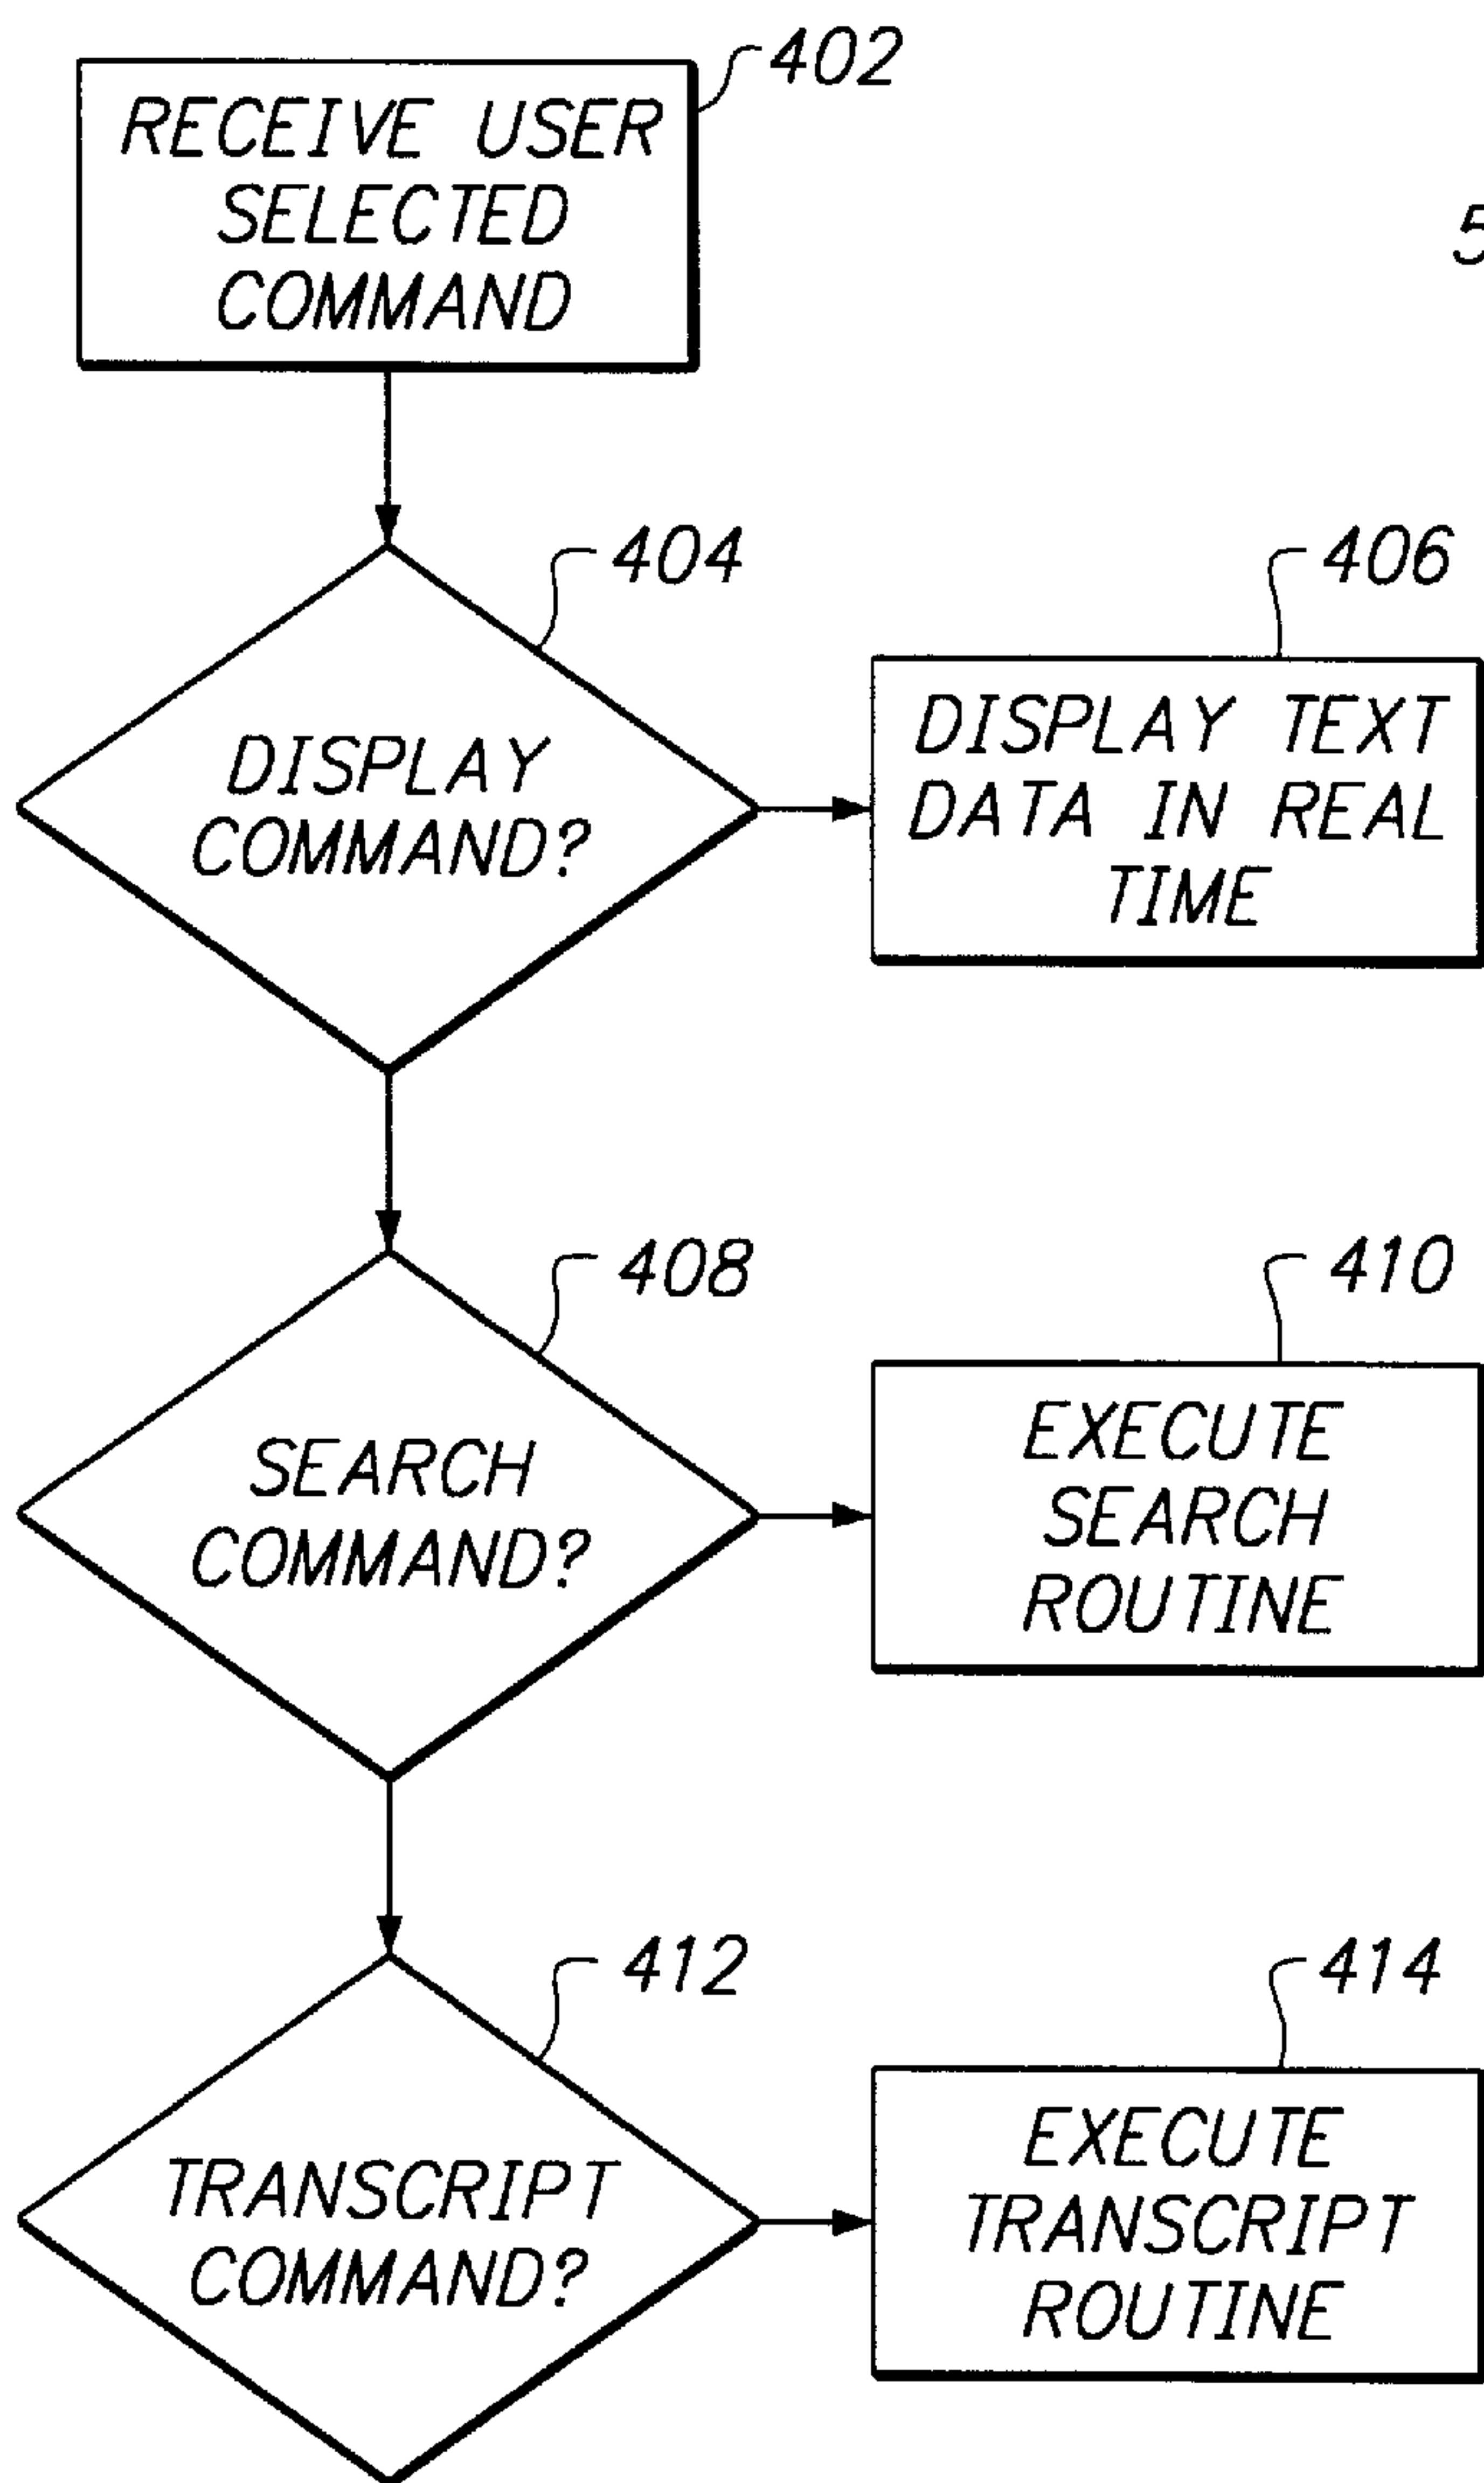 402
RECEIVE USER
SELECTED
COMMAND
5
404
DISPLAY
COMMAND?
406
DISPLAY TEXT
DATA IN REAL
TIME
408
SEARCH
COMMAND?
410
EXECUTE
SEARCH
ROUTINE
412
TRANSCRIPT
COMMAND?
414
EXECUTE
TRANSCRIPT
ROUTINE